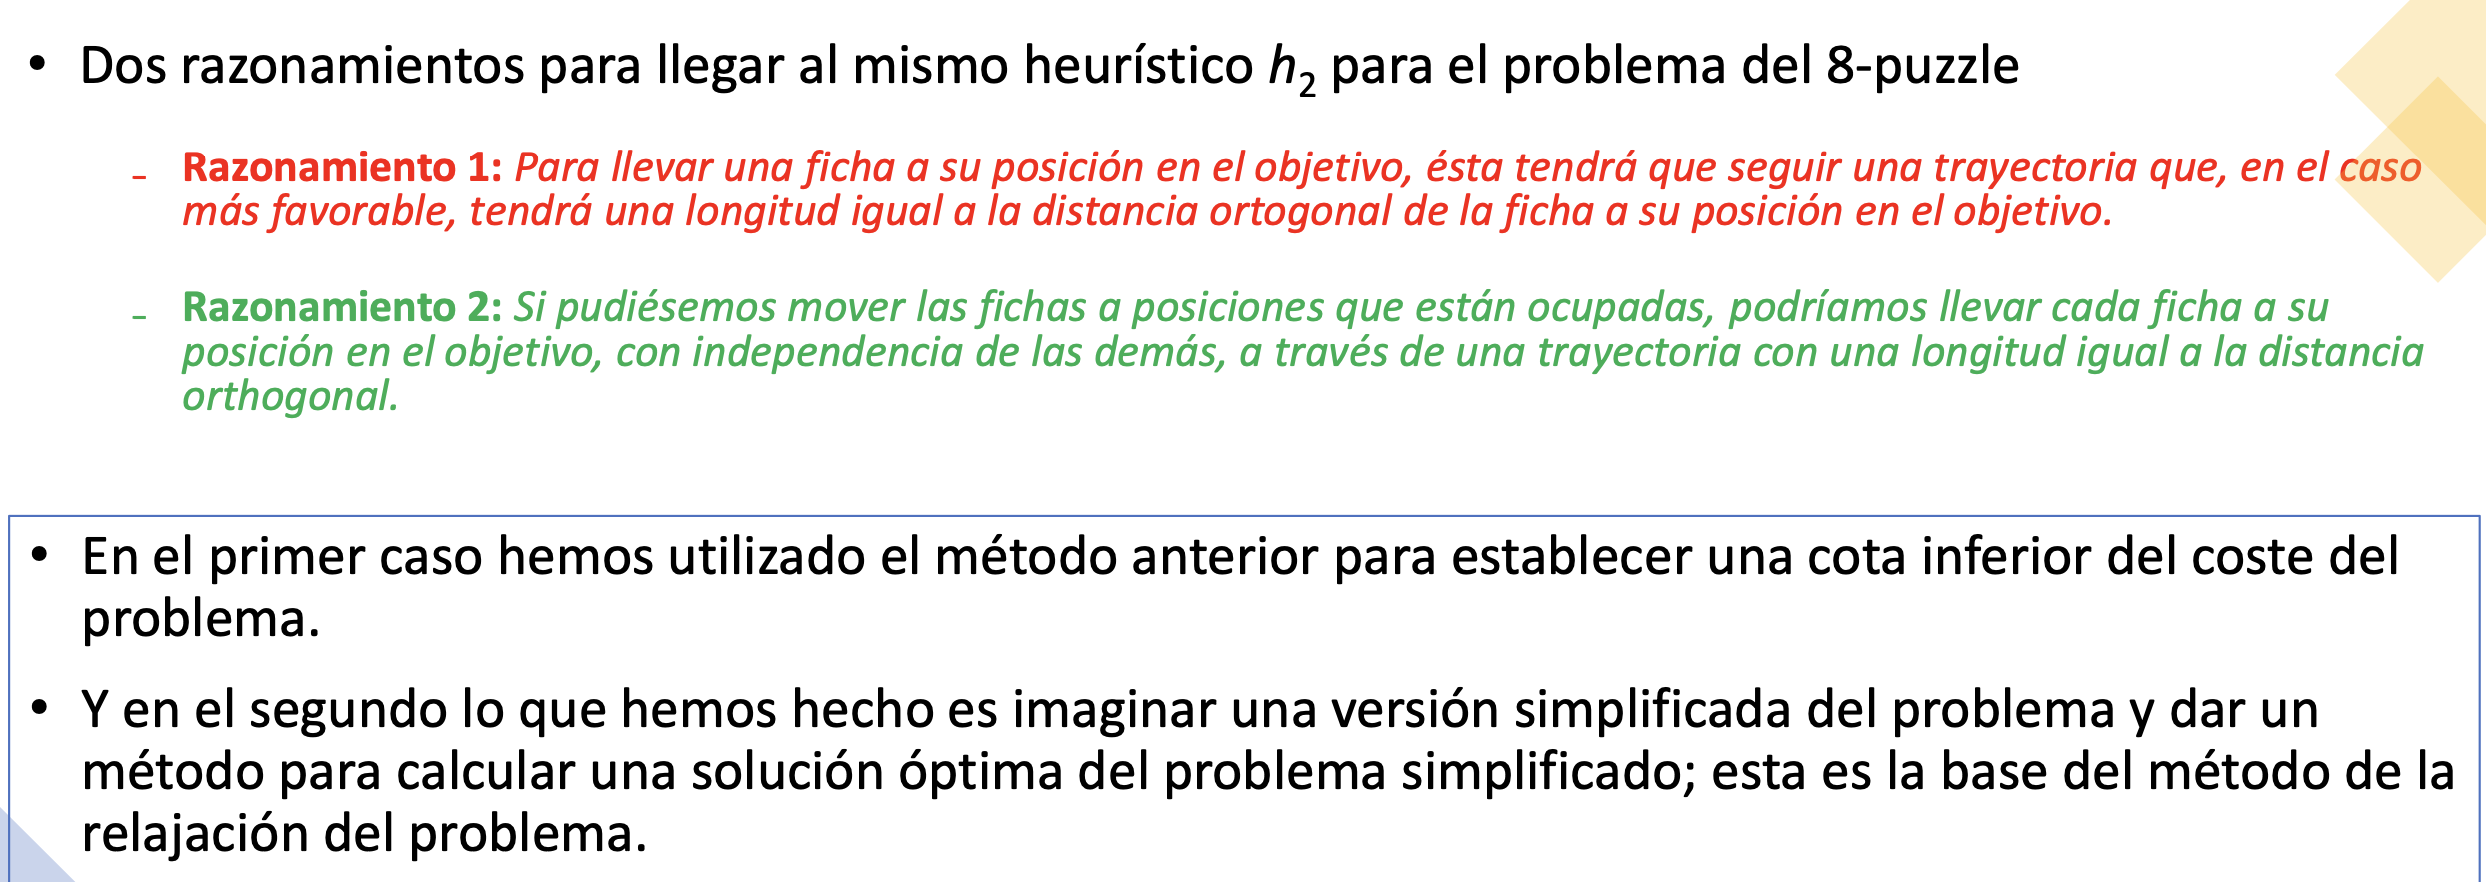 • Dos razonamientos para llegar al mismo heurístico h₂ para el problema del 8-puzzle
– Razonamiento 1: Para llevar una ficha a su posición en el objetivo, ésta tendrá que seguir una trayectoria que, en el caso
más favorable, tendrá una longitud igual a la distancia ortogonal de la ficha a su posición en el objetivo.
– Razonamiento 2: Si pudiésemos mover las fichas a posiciones que están ocupadas, podríamos llevar cada ficha a su
posición en el objetivo, con independencia de las demás, a través de una trayectoria con una longitud igual a la distancia
orthogonal.
• En el primer caso hemos utilizado el método anterior para establecer una cota inferior del coste del
problema.
• Y en el segundo lo que hemos hecho es imaginar una versión simplificada del problema y dar un
método para calcular una solución óptima del problema simplificado; esta es la base del método de la
relajación del problema.